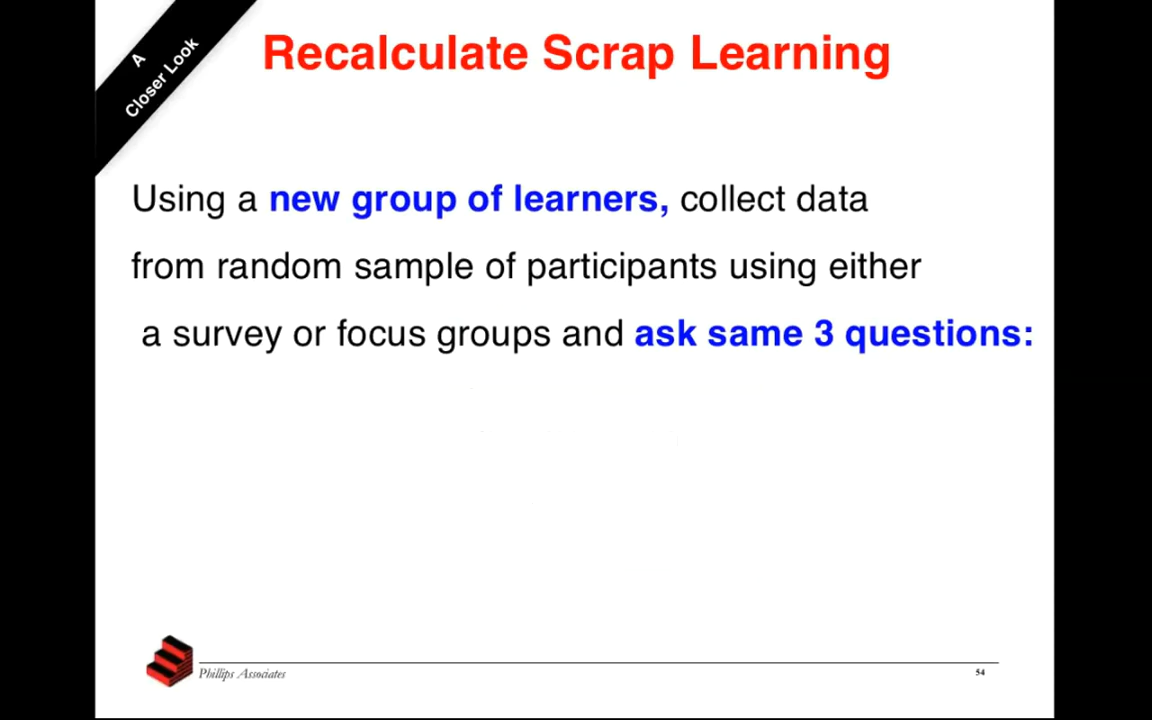 A
Closer Look
Recalculate Scrap Learning
Using a new group of learners, collect data
from random sample of participants using either
a survey or focus groups and ask same 3 questions:
Phillips Associates
54